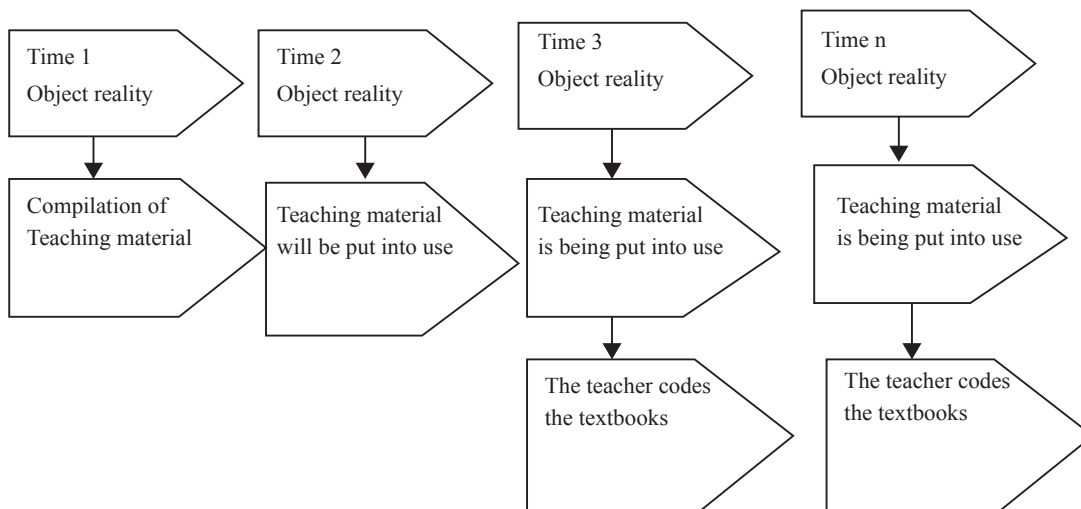 Time 1
Object reality
Time 2
Object reality
Time 3
Object reality
Time n
Object reality
Compilation of
Teaching material
Teaching material
will be put into use
Teaching material
is being put into use
Teaching material
is being put into use
The teacher codes
the textbooks
The teacher codes
the textbooks